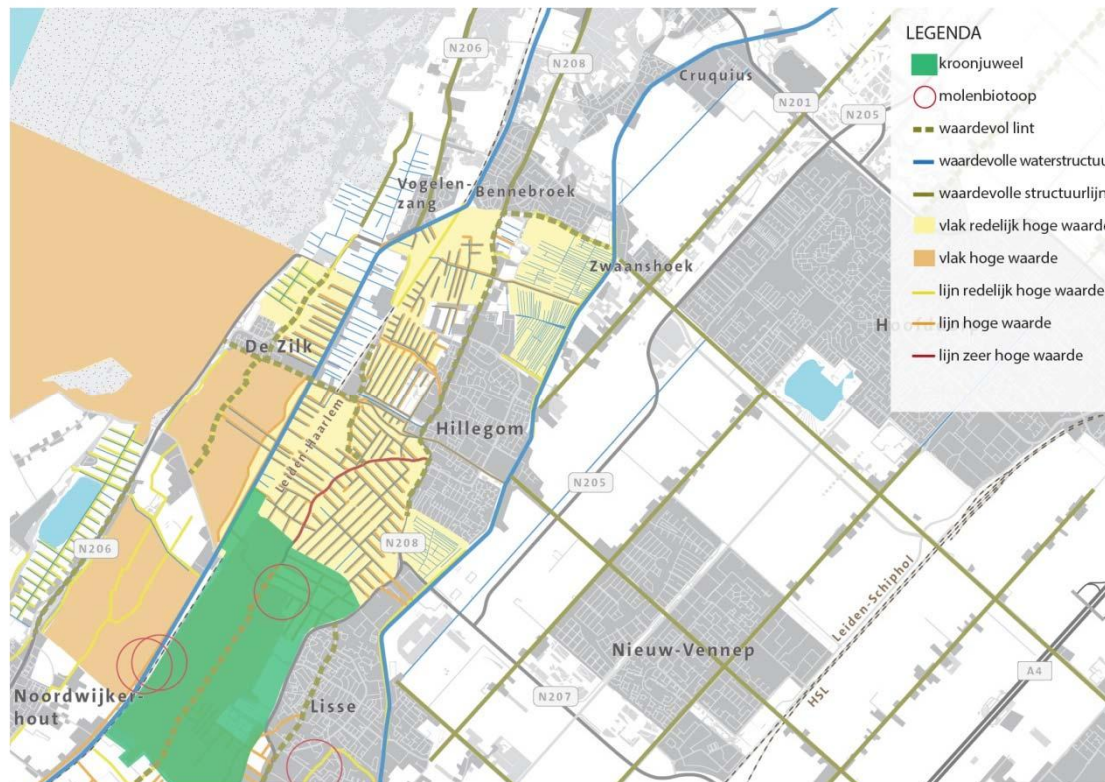 N206
N208
Cruquius
N201
N205
Vogelen-
zang
Bennebroek
Zwaanshoek
De Zilk
Leiden-Haarlem
Hillegom
N205
N206
N208
Leiden-Schiphol
Nieuw-Vennep
HSL
A4
Noordwijker-
hout
Lisse
N207
LEGENDA
kroonjuweel
molenbiotoop
waardevol lint
waardevolle waterstructuu
waardevolle structuurlijn
vlak redelijk hoge waarde
vlak hoge waarde
lijn redelijk hoge waarde
lijn hoge waarde
lijn zeer hoge waarde